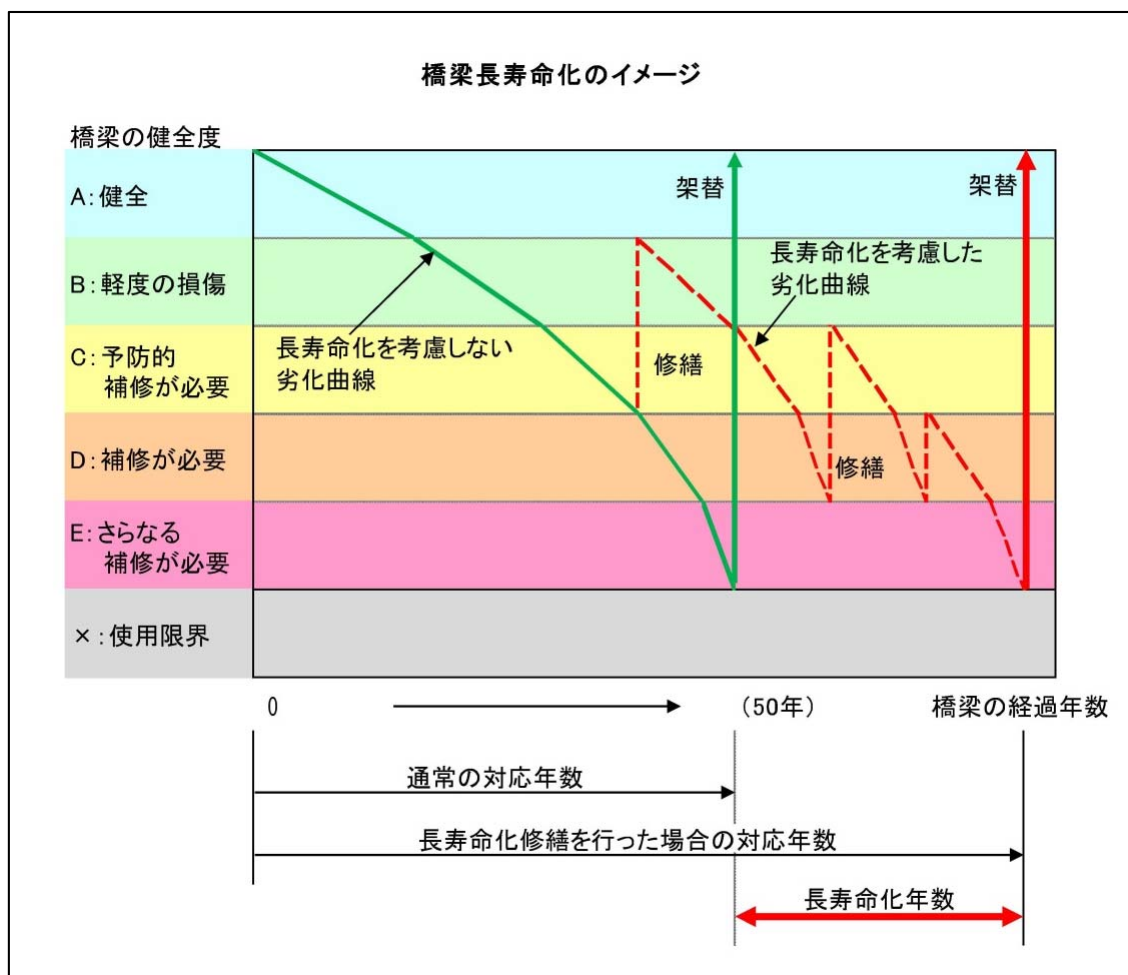 橋梁長寿命化のイメージ
橋梁の健全度
A:健全
架替
架替
B:軽度の損傷
長寿命化を考慮した
劣化曲線
長寿命化を考慮しない
劣化曲線
C:予防的
補修が必要
修繕
D:補修が必要
修繕
E:さらなる
補修が必要
×:使用限界
0
(50年)
橋梁の経過年数
通常の対応年数
長寿命化修繕を行った場合の対応年数
長寿命化年数